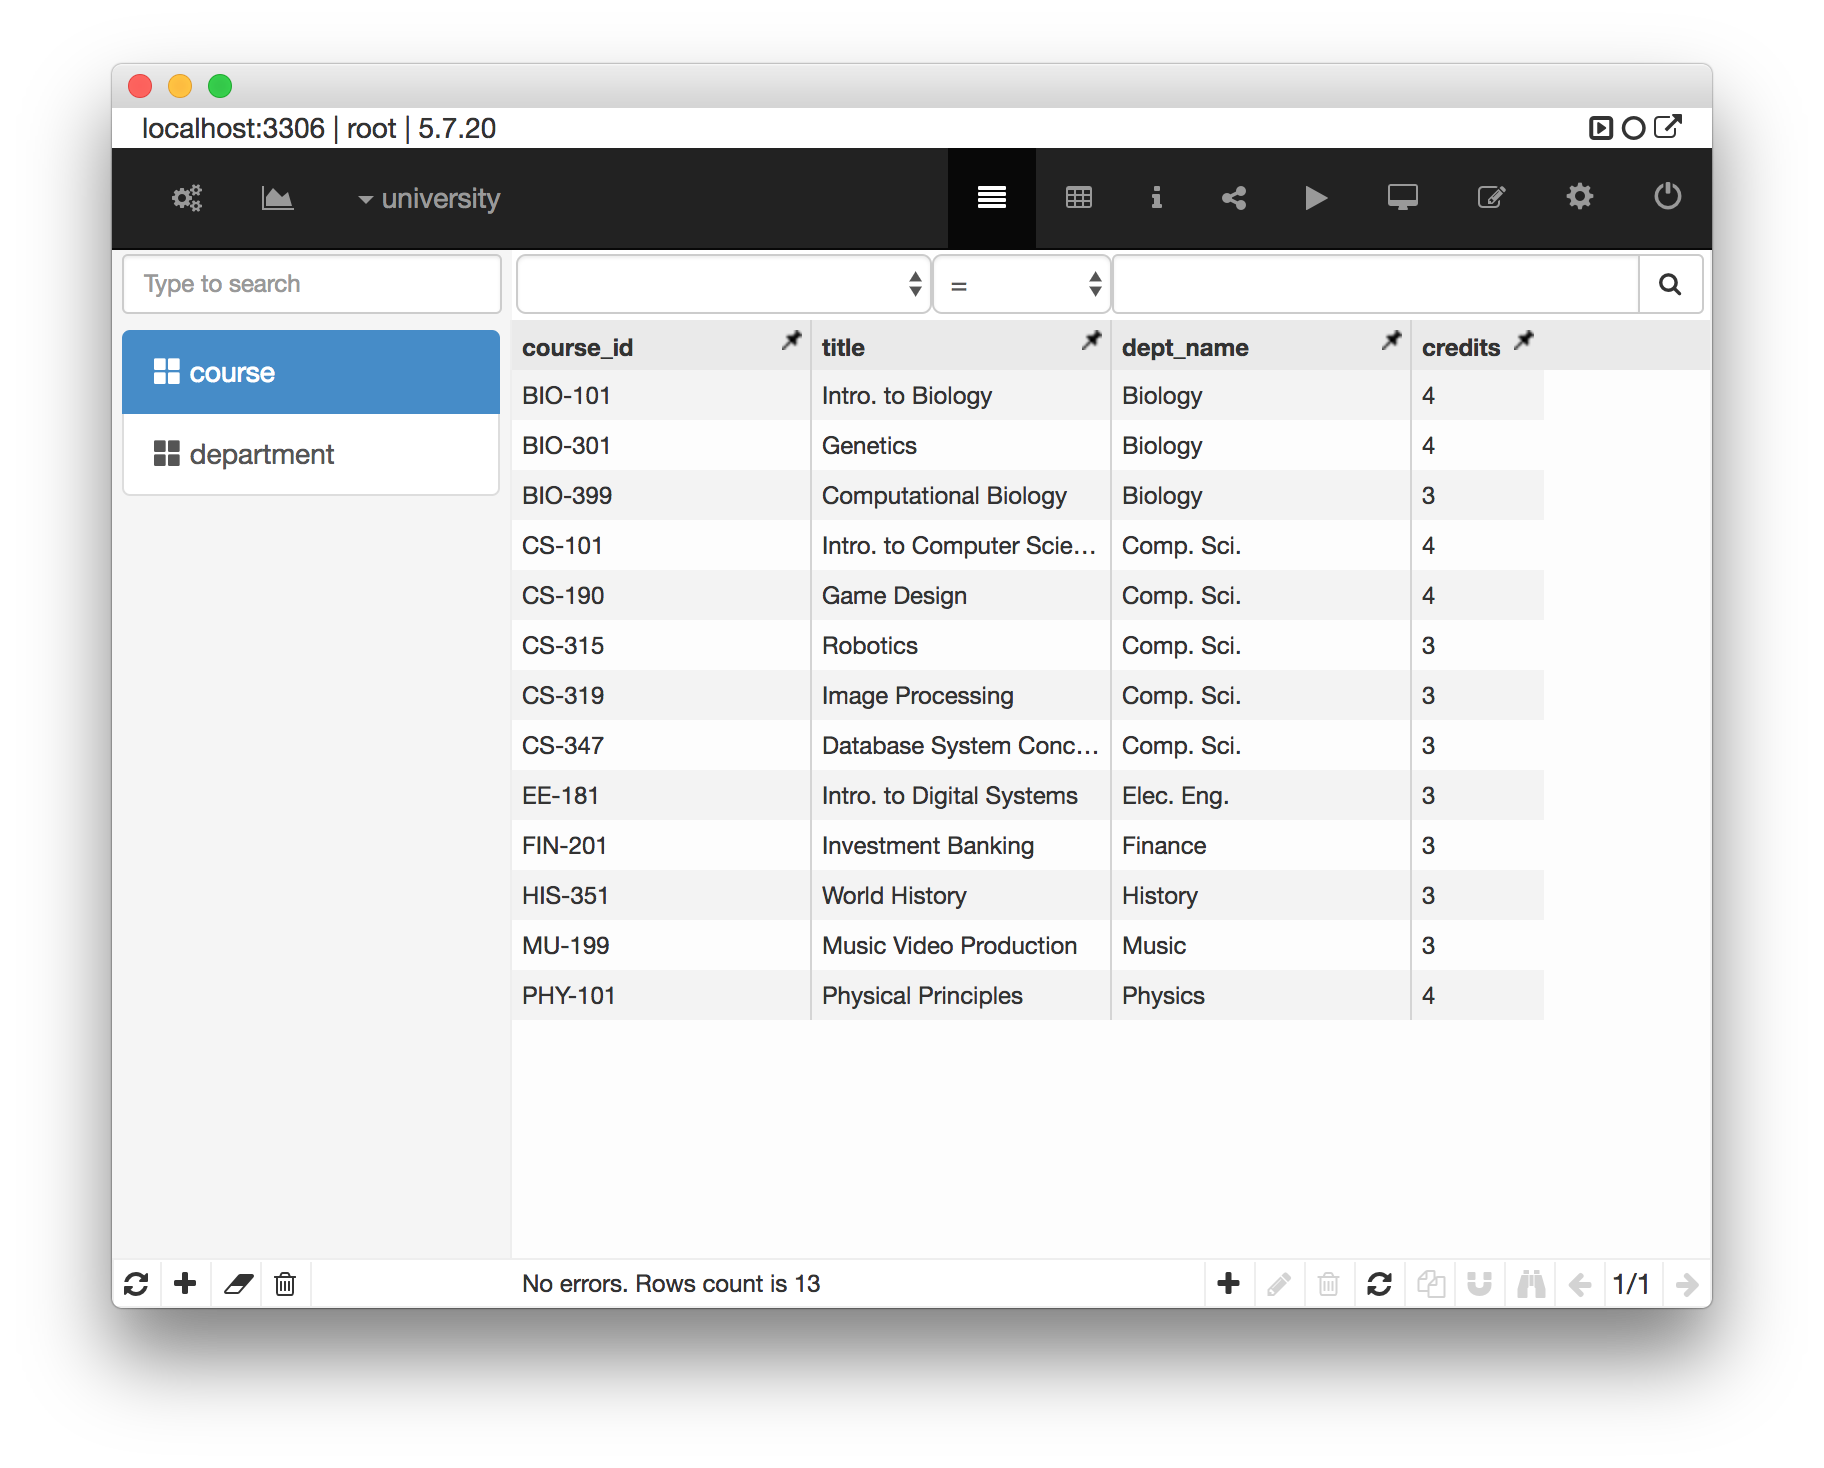 localhost:3306 | root | 5.7.20
university
Type to search
=
course
department
course_id title dept_name credits
BIO-101 Intro. to Biology Biology 4
BIO-301 Genetics Biology 4
BIO-399 Computational Biology Biology 3
CS-101 Intro. to Computer Scie... Comp. Sci. 4
CS-190 Game Design Comp. Sci. 4
CS-315 Robotics Comp. Sci. 3
CS-319 Image Processing Comp. Sci. 3
CS-347 Database System Conc... Comp. Sci. 3
EE-181 Intro. to Digital Systems Elec. Eng. 3
FIN-201 Investment Banking Finance 3
HIS-351 World History History 3
MU-199 Music Video Production Music 3
PHY-101 Physical Principles Physics 4
No errors. Rows count is 13
1/1